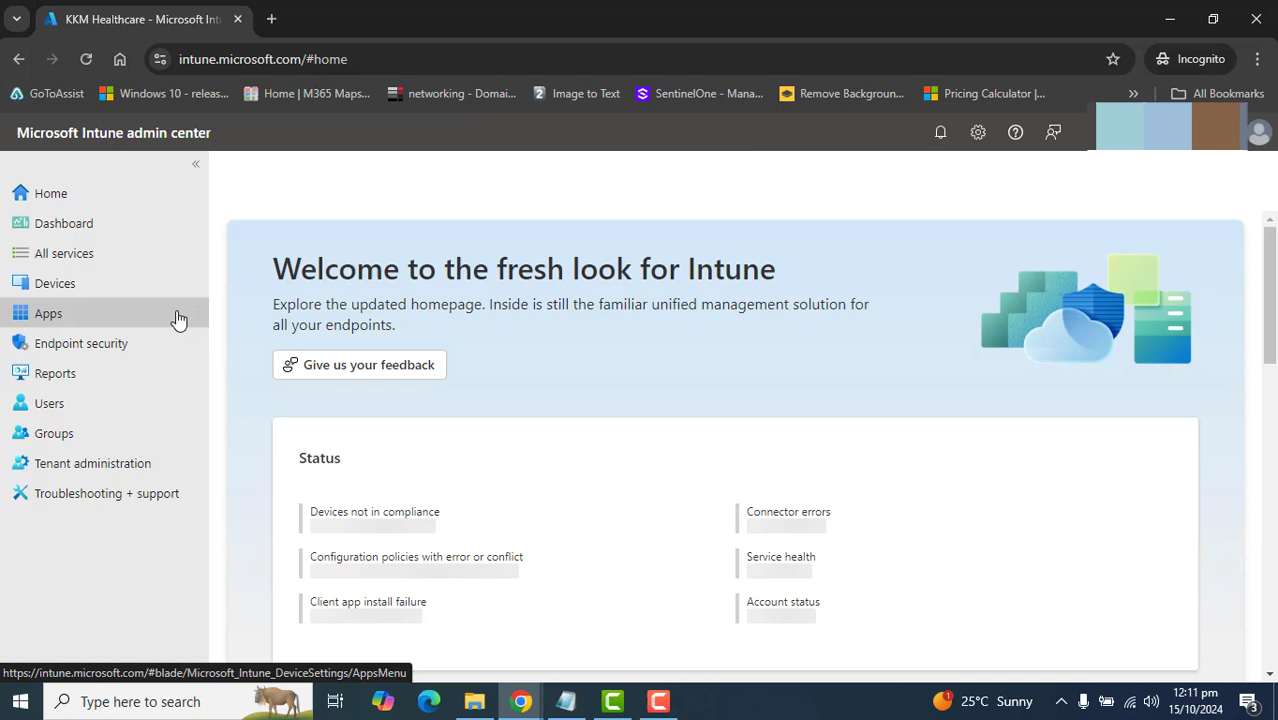 KKM Healthcare - Microsoft Int
intune.microsoft.com/#home
Incognito
GoToAssist
Windows 10 - releas...
Home | M365 Maps...
networking - Domai...
Image to Text
SentinelOne - Mana...
Remove Backgroun...
Pricing Calculator |...
»
All Bookmarks
Microsoft Intune admin center
«
Home
Dashboard
All services
Devices
Apps
Endpoint security
Reports
Users
Groups
Tenant administration
Troubleshooting + support
Welcome to the fresh look for Intune
Explore the updated homepage. Inside is still the familiar unified management solution for
all your endpoints.
Give us your feedback
Status
Devices not in compliance
Connector errors
Configuration policies with error or conflict
Service health
Client app install failure
Account status
https://intune.microsoft.com/#blade/Microsoft_Intune_DeviceSettings/AppsMenu
Type here to search
1
25°C Sunny
12:11 pm
15/10/2024
3